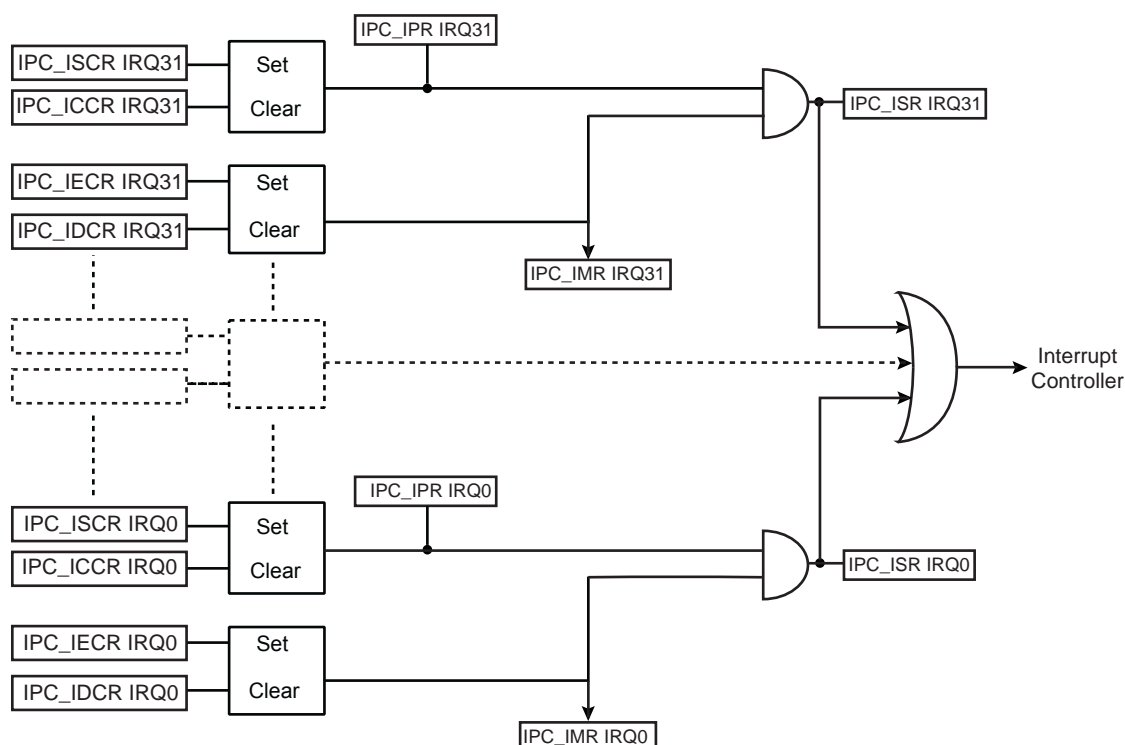 IPC_IPR IRQ31
IPC_ISCR IRQ31
Set
IPC_ICCR IRQ31
Clear
IPC_ISR IRQ31
IPC_IECR IRQ31
Set
IPC_IDCR IRQ31
Clear
IPC_IMR IRQ31
Interrupt
Controller
IPC_IPR IRQ0
IPC_ISCR IRQ0
Set
IPC_ICCR IRQ0
Clear
IPC_ISR IRQ0
IPC_IECR IRQ0
Set
IPC_IDCR IRQ0
Clear
IPC_IMR IRQ0